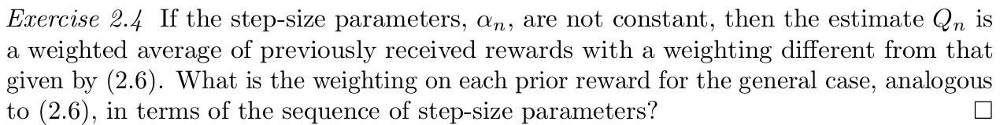 Exercise 2.4 If the step-size parameters, αₙ, are not constant, then the estimate Qₙ is
a weighted average of previously received rewards with a weighting different from that
given by (2.6). What is the weighting on each prior reward for the general case, analogous
to (2.6), in terms of the sequence of step-size parameters? □